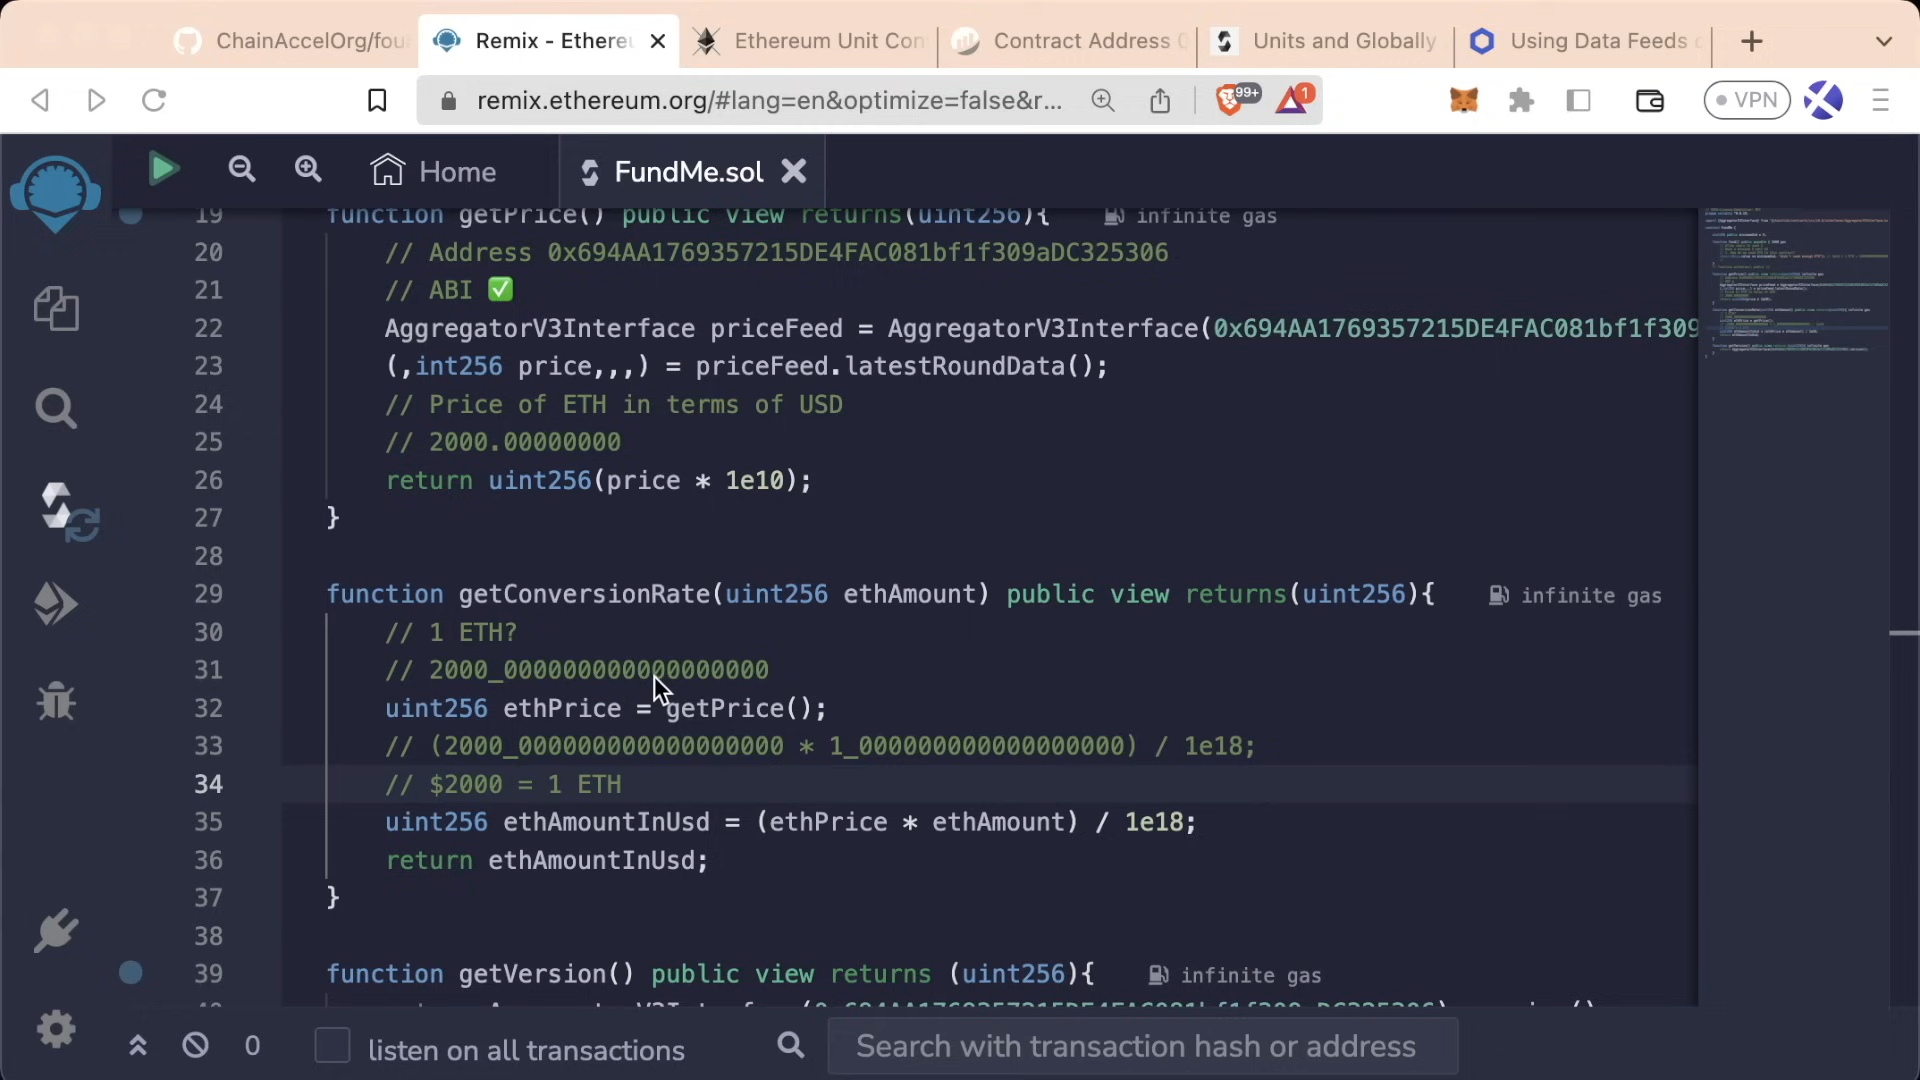 ChainAccelOrg/fou
Remix - Ethere
Ethereum Unit Con
Contract Address
Units and Globally
Using Data Feeds
remix.ethereum.org/#lang=en&optimize=false&r...
99+
1
VPN
Home
FundMe.sol
19 function getPrice() public view returns(uint256){ infinite gas
20 // Address 0x694AA1769357215DE4FAC081bf1f309aDC325306
21 // ABI ✅
22 AggregatorV3Interface priceFeed = AggregatorV3Interface(0x694AA1769357215DE4FAC081bf1f309
23 (,int256 price,,,) = priceFeed.latestRoundData();
24 // Price of ETH in terms of USD
25 // 2000.00000000
26 return uint256(price * 1e10);
27 }
28
29 function getConversionRate(uint256 ethAmount) public view returns(uint256){ infinite gas
30 // 1 ETH?
31 // 2000_000000000000000000
32 uint256 ethPrice = getPrice();
33 // (2000_000000000000000000 * 1_000000000000000000) / 1e18;
34 // $2000 = 1 ETH
35 uint256 ethAmountInUsd = (ethPrice * ethAmount) / 1e18;
36 return ethAmountInUsd;
37 }
38
39 function getVersion() public view returns (uint256){ infinite gas
0
listen on all transactions
Search with transaction hash or address